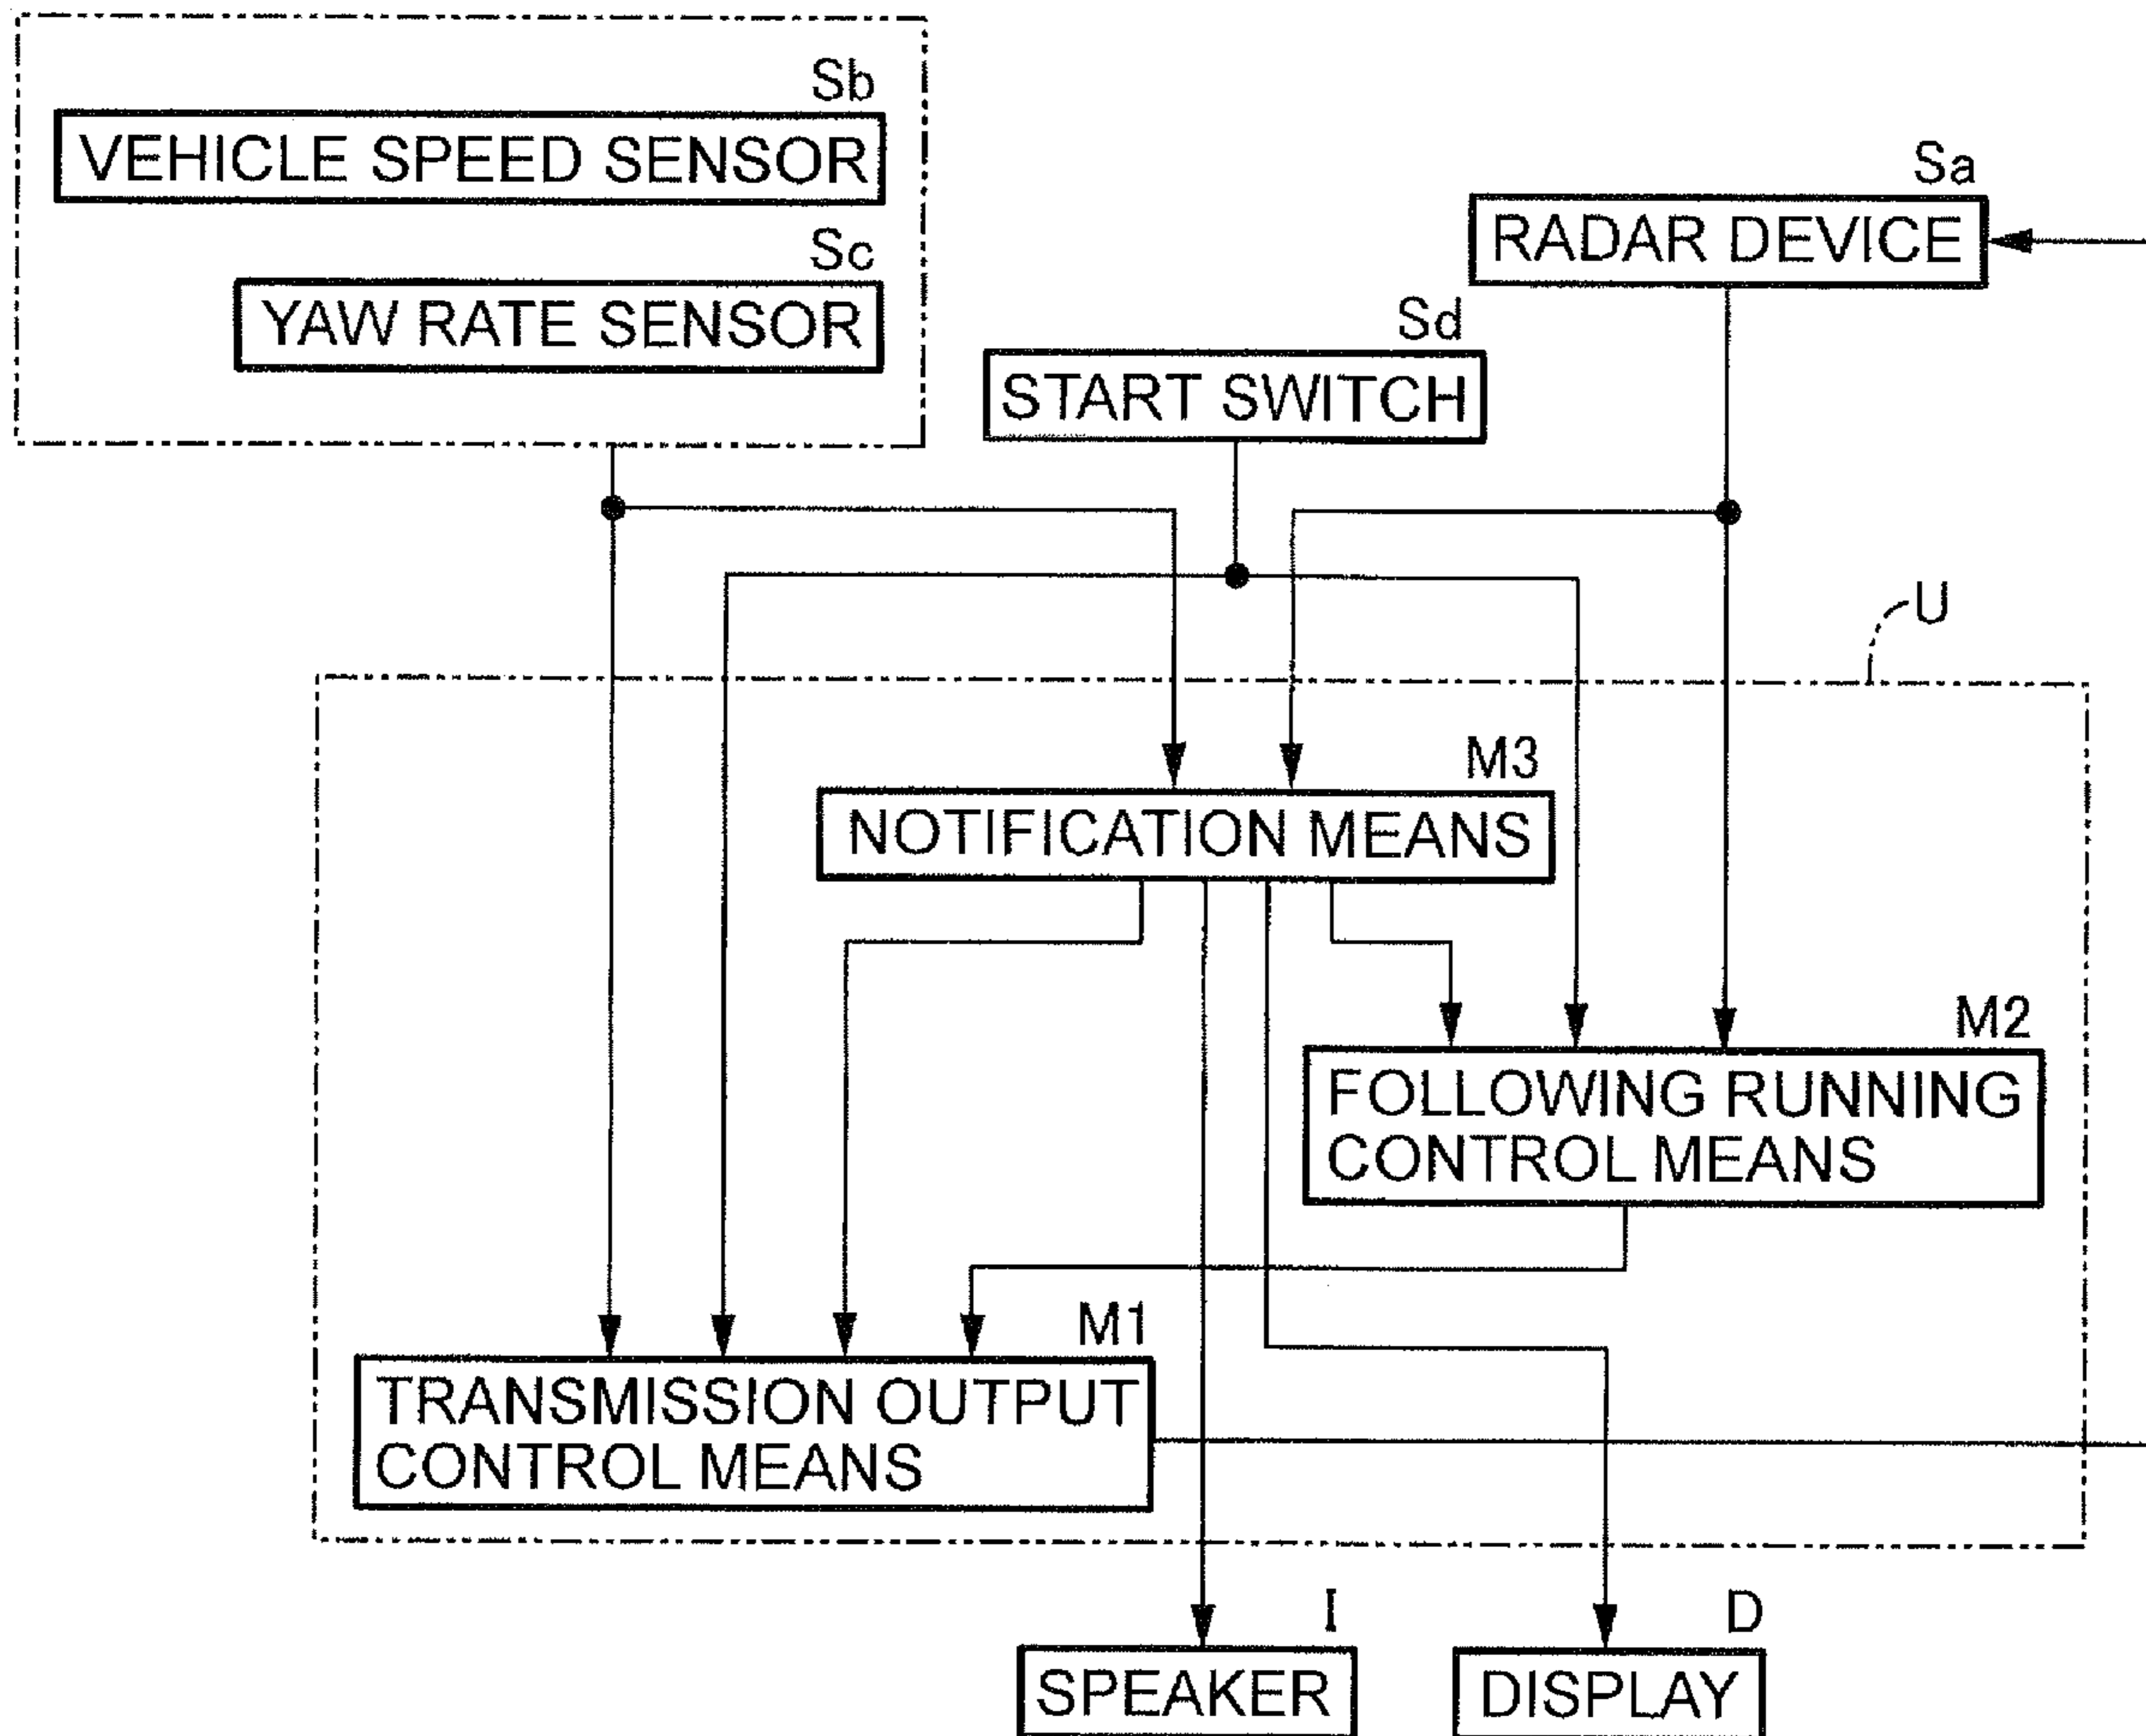 Sb
VEHICLE SPEED SENSOR
Sc
YAW RATE SENSOR
Sa
RADAR DEVICE
Sd
START SWITCH
U
M3
NOTIFICATION MEANS
M2
FOLLOWING RUNNING
CONTROL MEANS
M1
TRANSMISSION OUTPUT
CONTROL MEANS
I
SPEAKER
D
DISPLAY